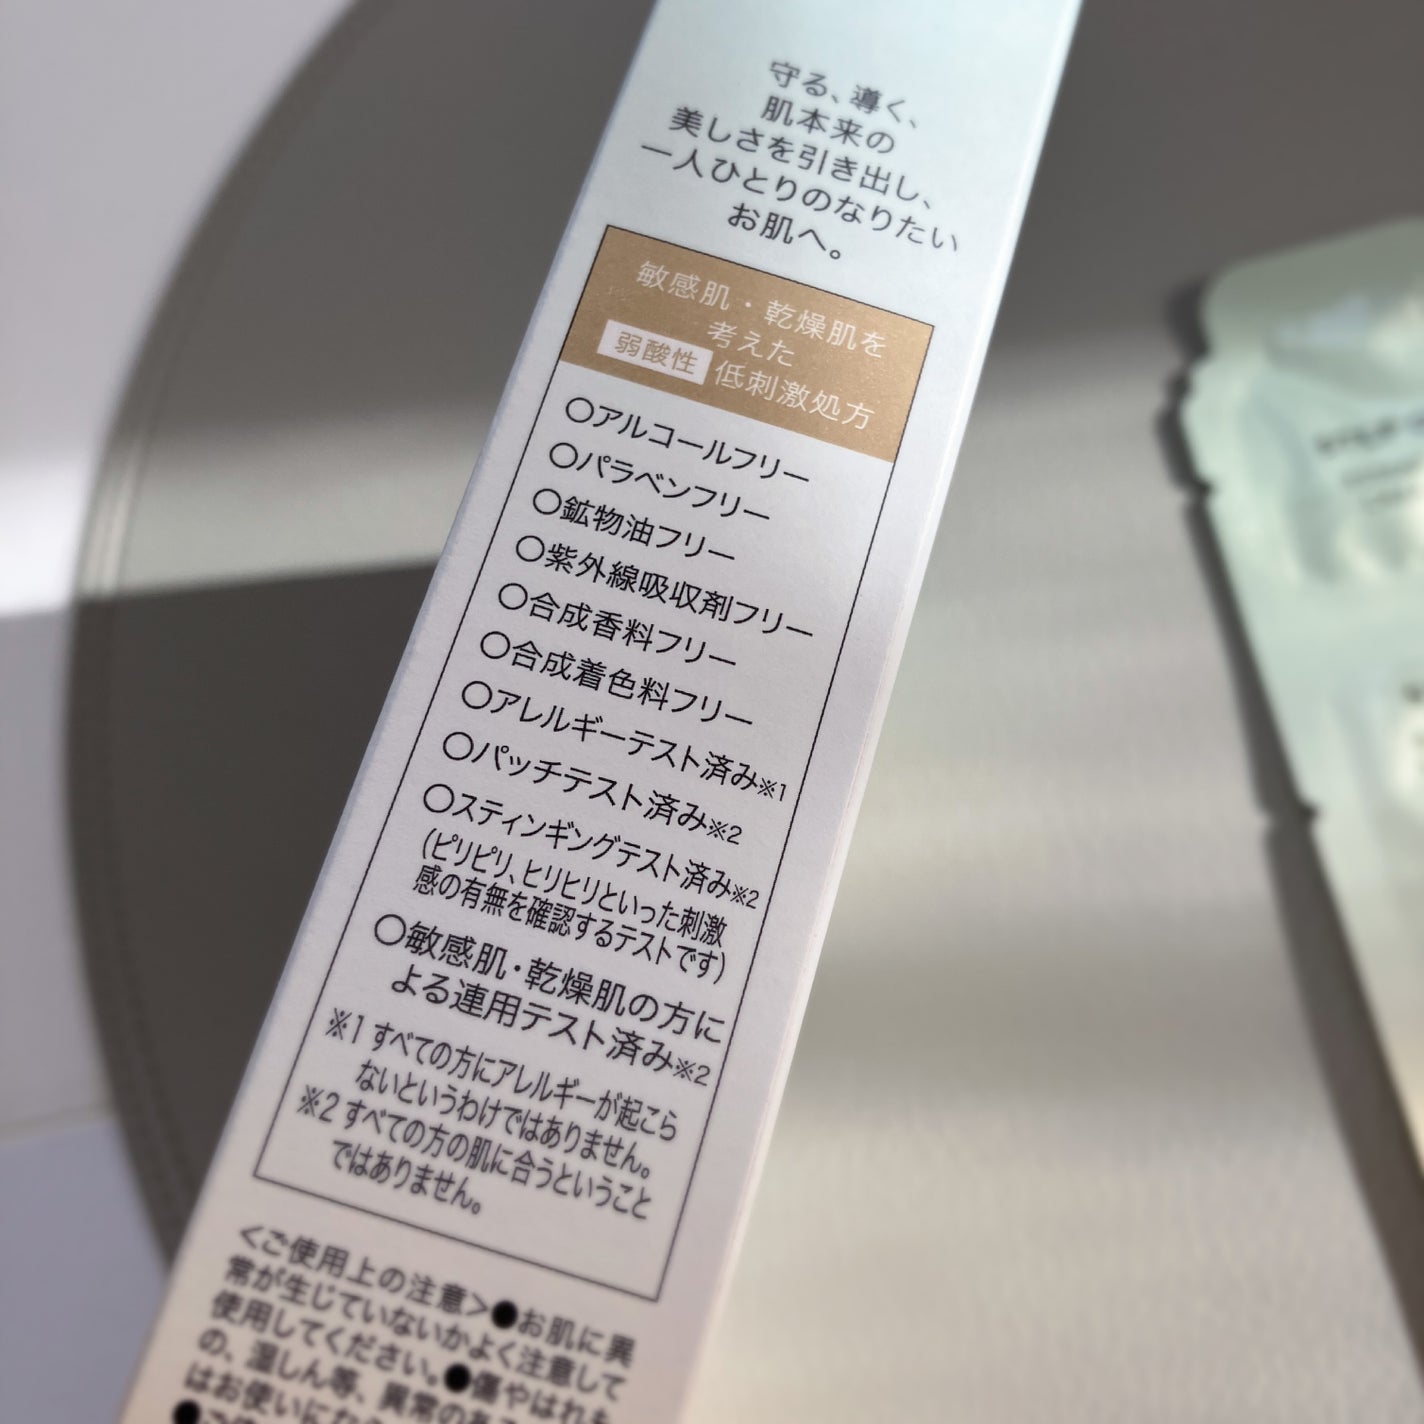 守る、導く、
肌本来の
美しさを引き出し、
一人ひとりのなりたい
お肌へ。
敏感肌・乾燥肌を
考えた
弱酸性 低刺激処方
○アルコールフリー
○パラベンフリー
○鉱物油フリー
○紫外線吸収剤フリー
○合成香料フリー
○合成着色料フリー
○アレルギーテスト済み※1
○パッチテスト済み※2
○スティンギングテスト済み※2
(ピリピリ、ヒリヒリといった刺激
感の有無を確認するテストです)
○敏感肌・乾燥肌の方に
よる連用テスト済み※2
※1 すべての方にアレルギーが起こら
ないというわけではありません。
※2 すべての方の肌に合うということ
ではありません。
<ご使用上の注意>●お肌に異
常が生じていないかよく注意して
使用してください。●傷やはれも
の、湿しん等、異常のある
はお使いにな